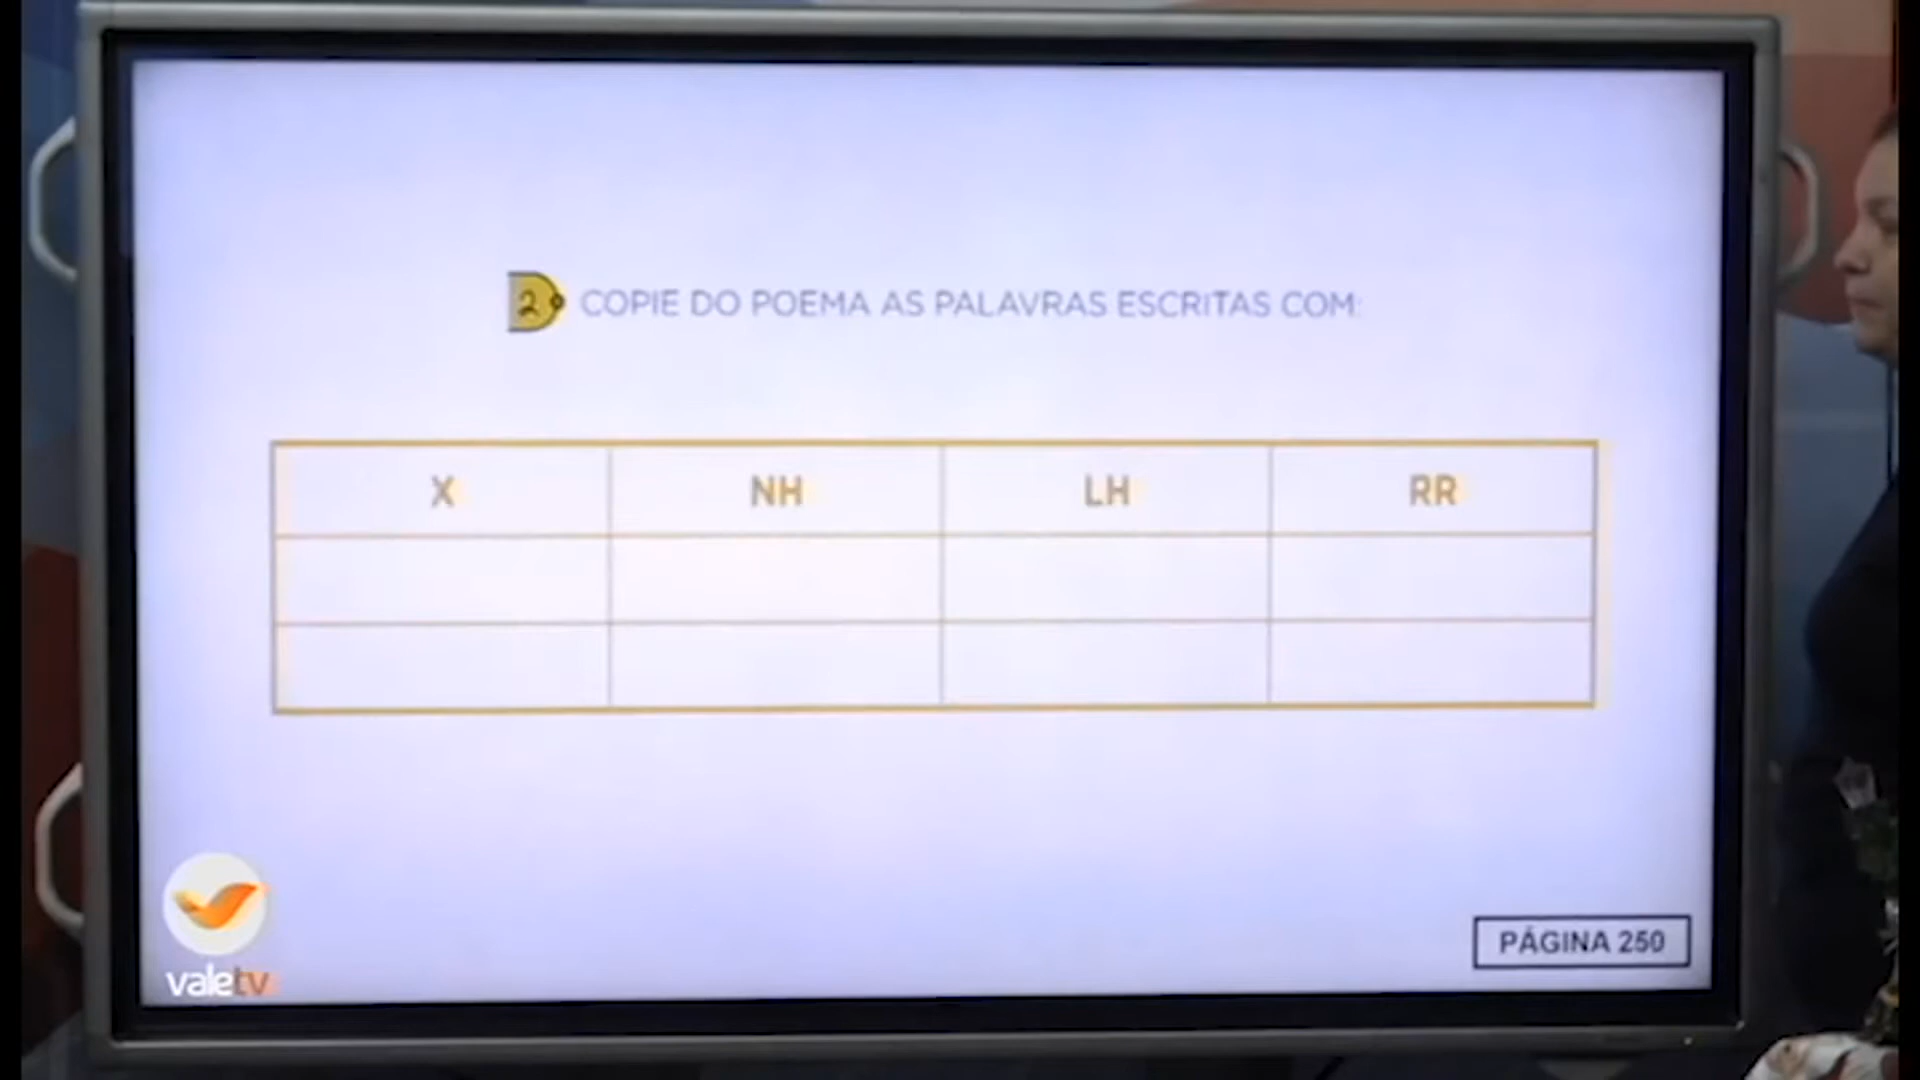 2 COPIE DO POEMA AS PALAVRAS ESCRITAS COM:
X NH LH RR
valetv
PÁGINA 250